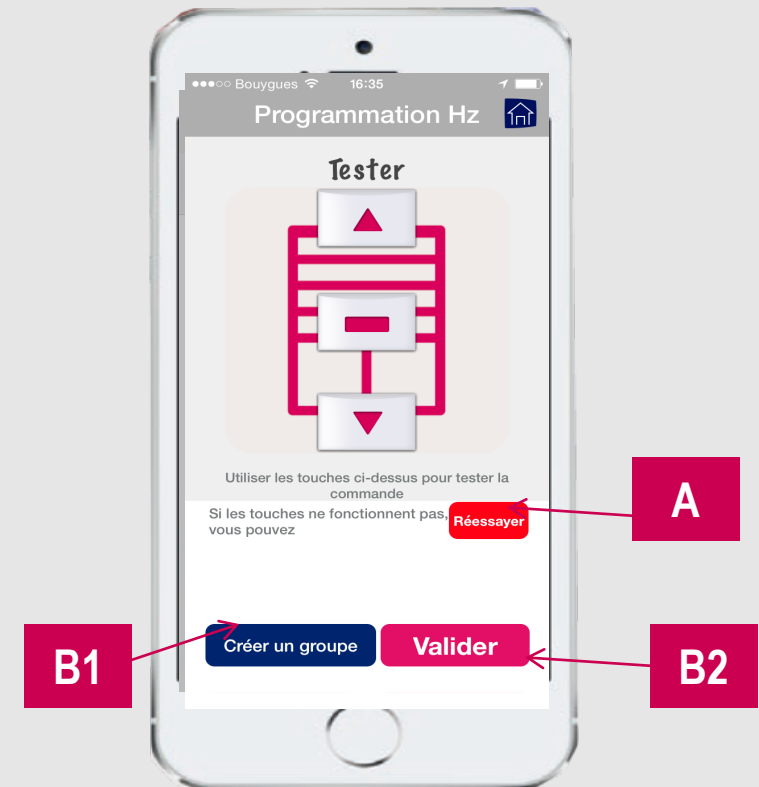 ●●●○○ Bouygues 16:35
Programmation Hz
Tester
Utiliser les touches ci-dessus pour tester la
commande
Si les touches ne fonctionnent pas,
vous pouvez
Réessayer
A
Créer un groupe
Valider
B1
B2